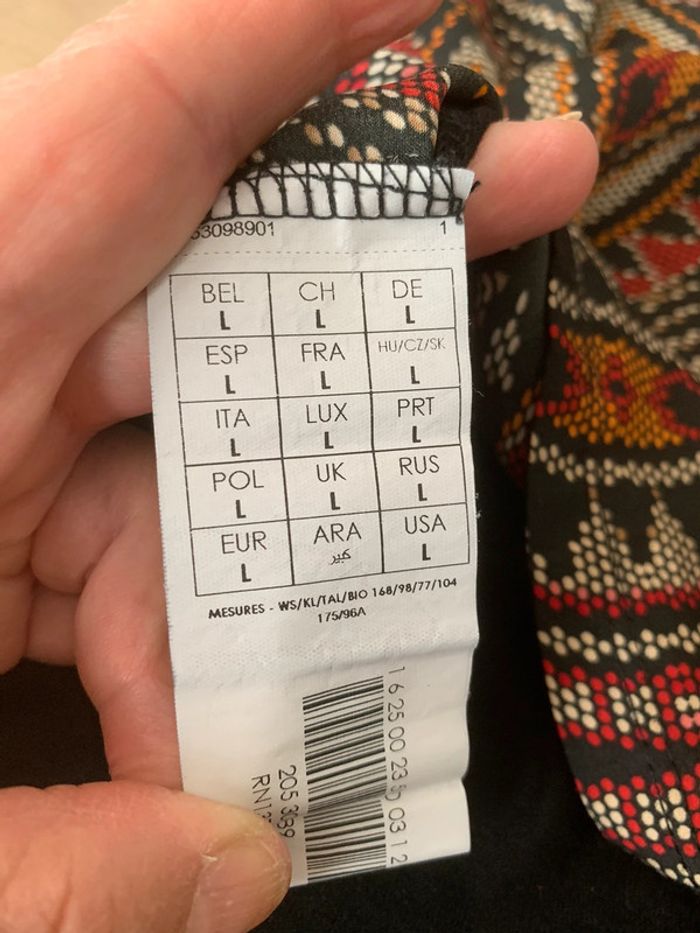 53098901 1
BEL CH DE
L L L
ESP FRA HU/CZ/SK
L L L
ITA LUX PRT
L L L
POL UK RUS
L L L
EUR ARA USA
L كبير L
MESURES - WS/KL/TAL/BIO 168/98/77/104
175/96A
205 389